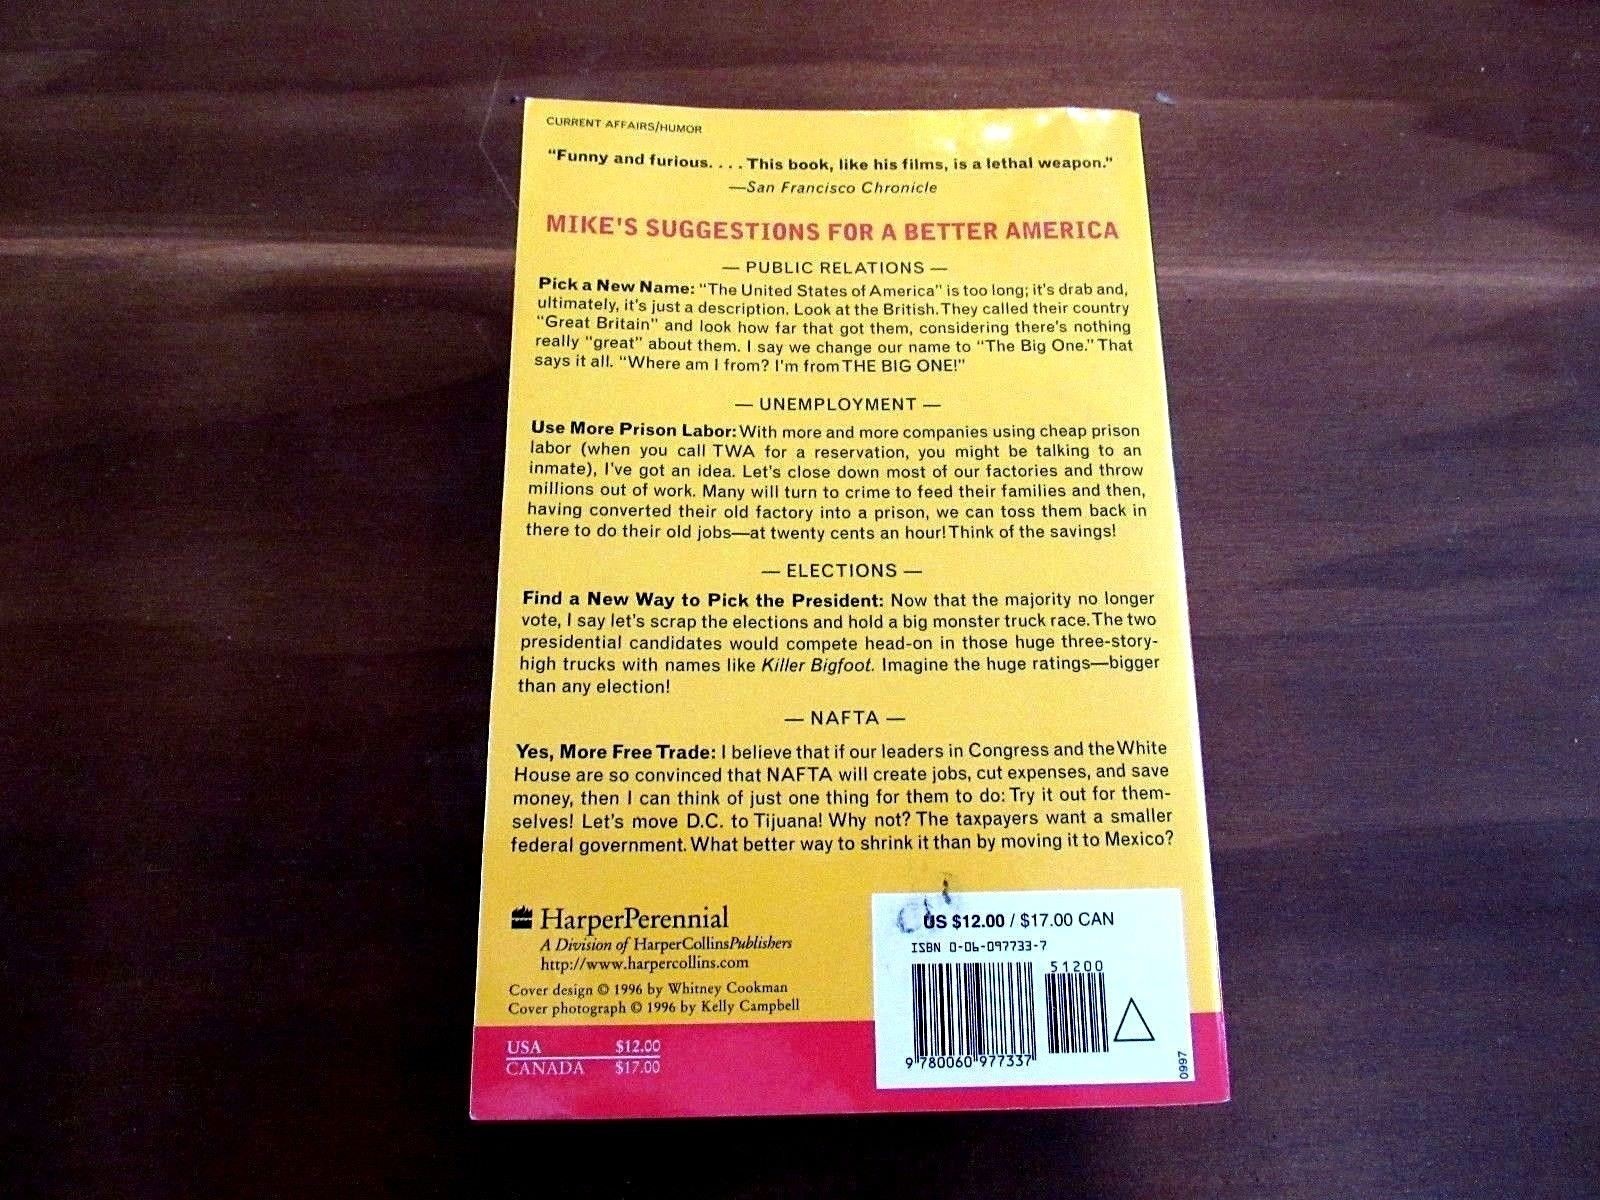 CURRENT AFFAIRS/HUMOR
“Funny and furious. . . . This book, like his films, is a lethal weapon.”
—San Francisco Chronicle
MIKE'S SUGGESTIONS FOR A BETTER AMERICA
— PUBLIC RELATIONS —
Pick a New Name: “The United States of America” is too long; it's drab and,
ultimately, it's just a description. Look at the British. They called their country
“Great Britain” and look how far that got them, considering there's nothing
really “great” about them. I say we change our name to “The Big One.” That
says it all. “Where am I from? I'm from THE BIG ONE!”
— UNEMPLOYMENT —
Use More Prison Labor: With more and more companies using cheap prison
labor (when you call TWA for a reservation, you might be talking to an
inmate), I've got an idea. Let's close down most of our factories and throw
millions out of work. Many will turn to crime to feed their families and then,
having converted their old factory into a prison, we can toss them back in
there to do their old jobs—at twenty cents an hour! Think of the savings!
— ELECTIONS —
Find a New Way to Pick the President: Now that the majority no longer
vote, I say let's scrap the elections and hold a big monster truck race. The two
presidential candidates would compete head-on in those huge three-story-
high trucks with names like Killer Bigfoot. Imagine the huge ratings—bigger
than any election!
— NAFTA —
Yes, More Free Trade: I believe that if our leaders in Congress and the White
House are so convinced that NAFTA will create jobs, cut expenses, and save
money, then I can think of just one thing for them to do: Try it out for them-
selves! Let's move D.C. to Tijuana! Why not? The taxpayers want a smaller
federal government. What better way to shrink it than by moving it to Mexico?
HarperPerennial
A Division of HarperCollinsPublishers
http://www.harpercollins.com
Cover design © 1996 by Whitney Cookman
Cover photograph © 1996 by Kelly Campbell
USA $12.00
CANADA $17.00
US $12.00 / $17.00 CAN
ISBN 0-06-097733-7
51200
9 780060 977337
0997